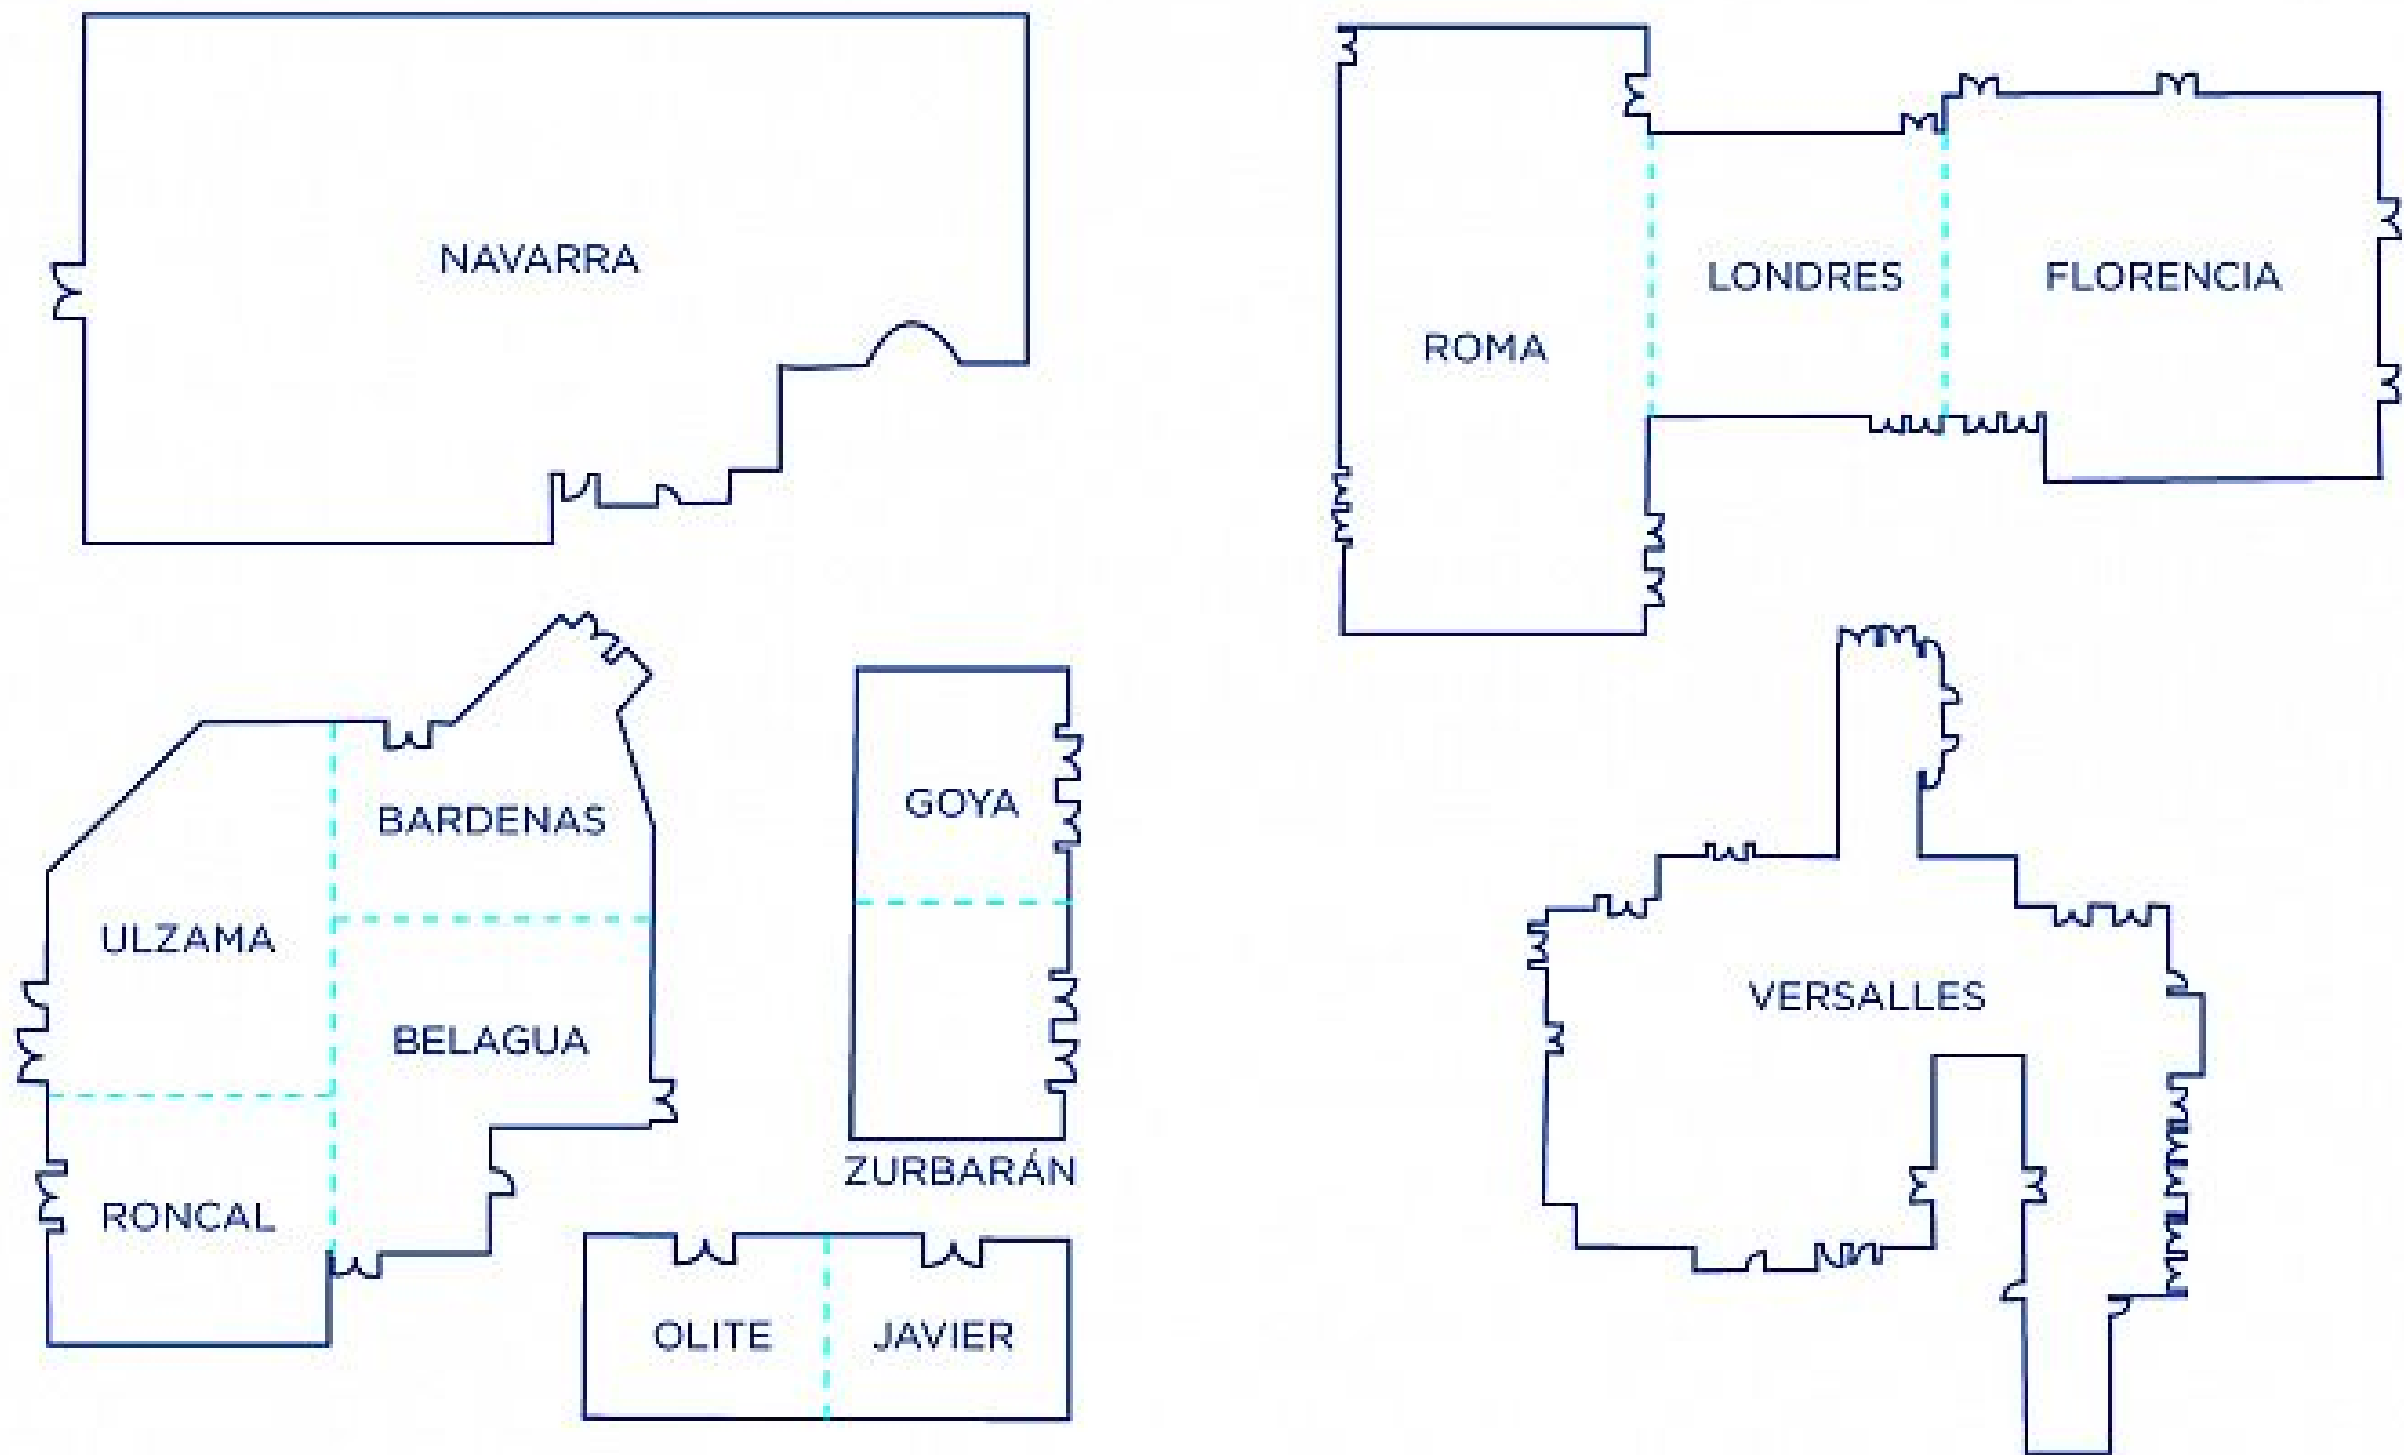 NAVARRA
ROMA
LONDRES
FLORENCIA
ULZAMA
BARDENAS
BELAGUA
RONCAL
GOYA
ZURBARÁN
OLITE
JAVIER
VERSALLES